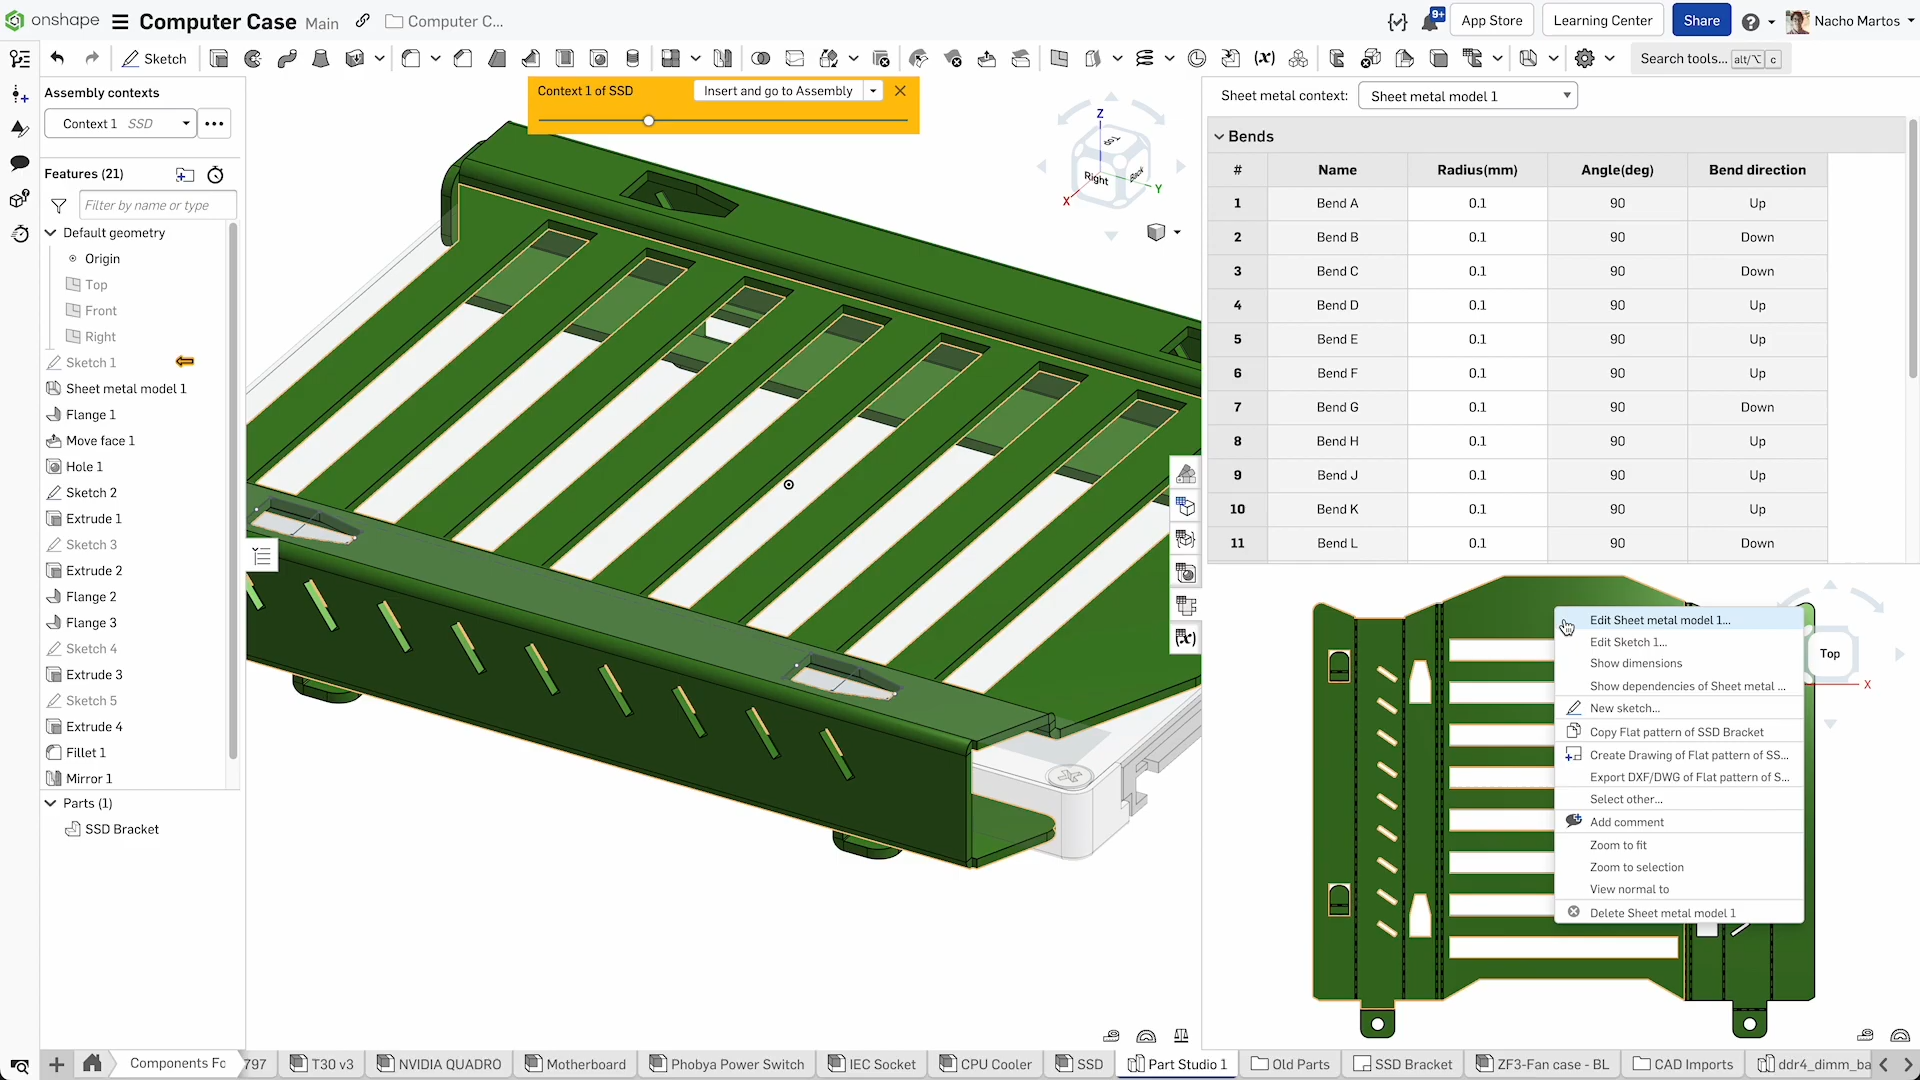 onshape Computer Case Main Computer C...
9+ App Store Learning Center Share Nacho Martos
Sketch (x) Search tools... alt/⌥ c
Assembly contexts
Context 1 SSD
Features (21)
Filter by name or type
Default geometry
Origin
Top
Front
Right
Sketch 1
Sheet metal model 1
Flange 1
Move face 1
Hole 1
Sketch 2
Extrude 1
Sketch 3
Extrude 2
Flange 2
Flange 3
Sketch 4
Extrude 3
Sketch 5
Extrude 4
Fillet 1
Mirror 1
Parts (1)
SSD Bracket
Context 1 of SSD Insert and go to Assembly
Z
Top
Right
Back
X
Y
(x)
Sheet metal context: Sheet metal model 1
Bends
# Name Radius(mm) Angle(deg) Bend direction
1 Bend A 0.1 90 Up
2 Bend B 0.1 90 Down
3 Bend C 0.1 90 Down
4 Bend D 0.1 90 Up
5 Bend E 0.1 90 Up
6 Bend F 0.1 90 Up
7 Bend G 0.1 90 Down
8 Bend H 0.1 90 Up
9 Bend J 0.1 90 Up
10 Bend K 0.1 90 Up
11 Bend L 0.1 90 Down
Edit Sheet metal model 1...
Edit Sketch 1...
Show dimensions
Show dependencies of Sheet metal ...
New sketch...
Copy Flat pattern of SSD Bracket
Create Drawing of Flat pattern of SS...
Export DXF/DWG of Flat pattern of S...
Select other...
Add comment
Zoom to fit
Zoom to selection
View normal to
Delete Sheet metal model 1
Top
X
Components Fo 797 T30 v3 NVIDIA QUADRO Motherboard Phobya Power Switch IEC Socket CPU Cooler SSD Part Studio 1 Old Parts SSD Bracket ZF3-Fan case - BL CAD Imports ddr4_dimm_ba